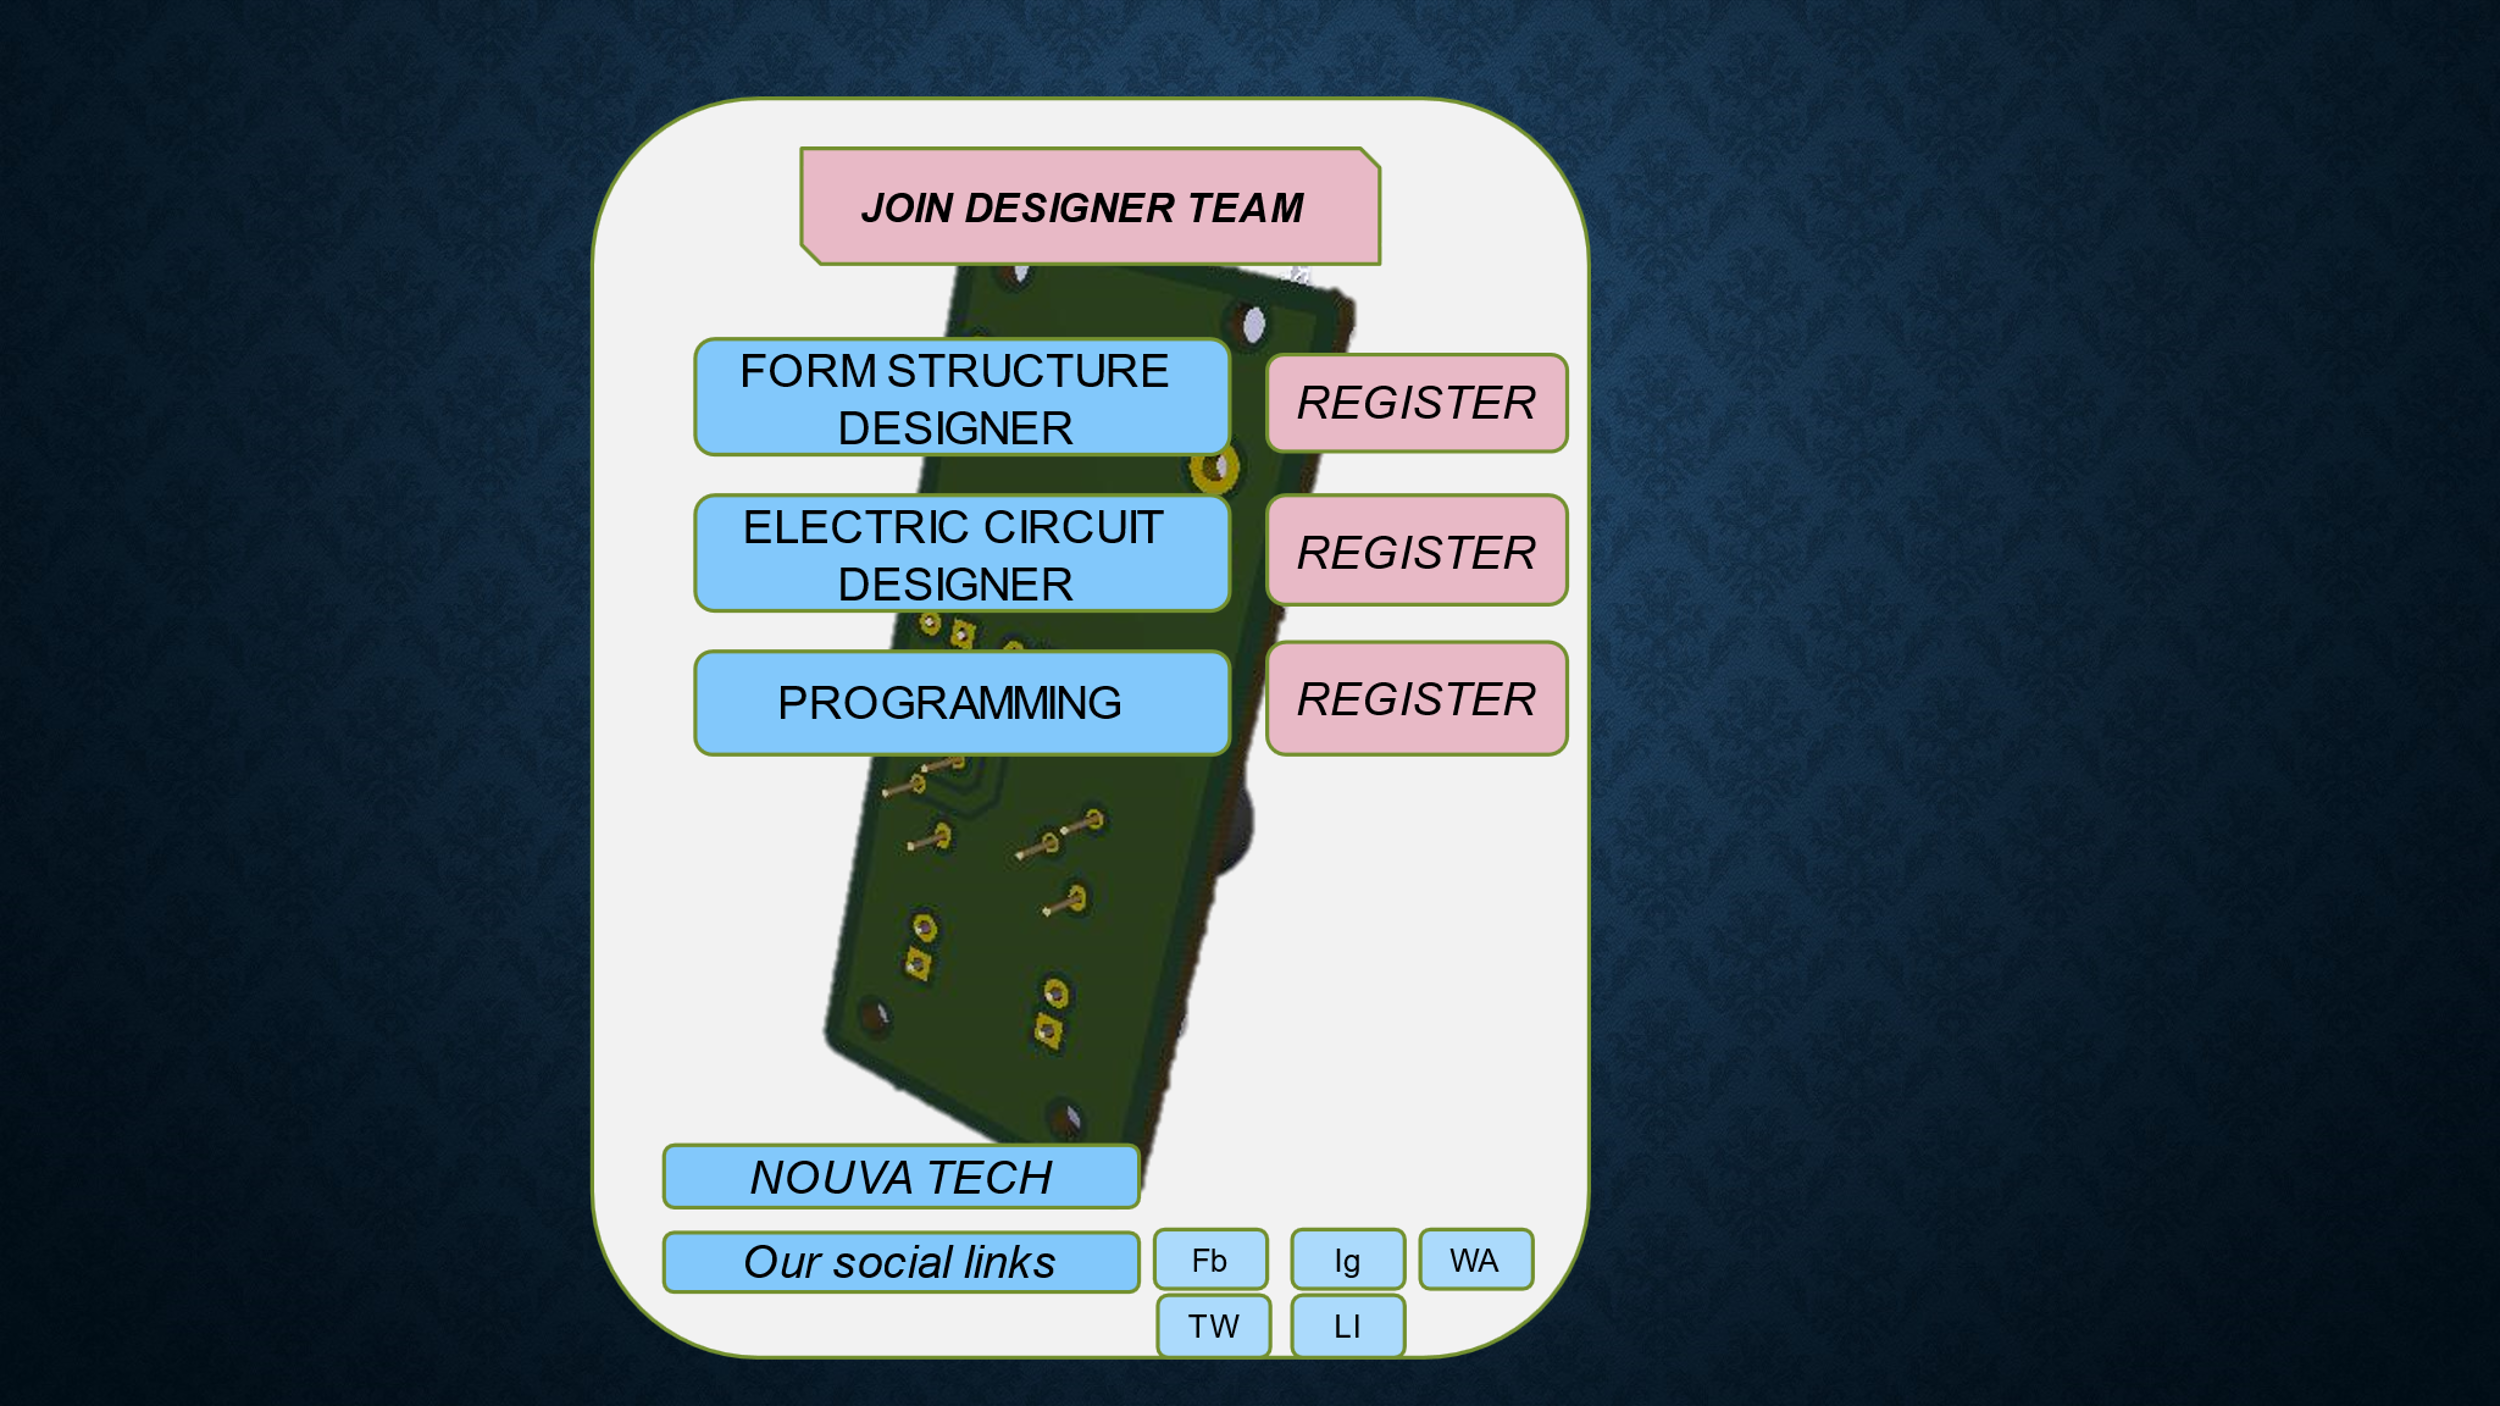 JOIN DESIGNER TEAM
FORM STRUCTURE
DESIGNER
REGISTER
ELECTRIC CIRCUIT
DESIGNER
REGISTER
PROGRAMMING
REGISTER
NOUVA TECH
Our social links
Fb
Ig
WA
TW
LI